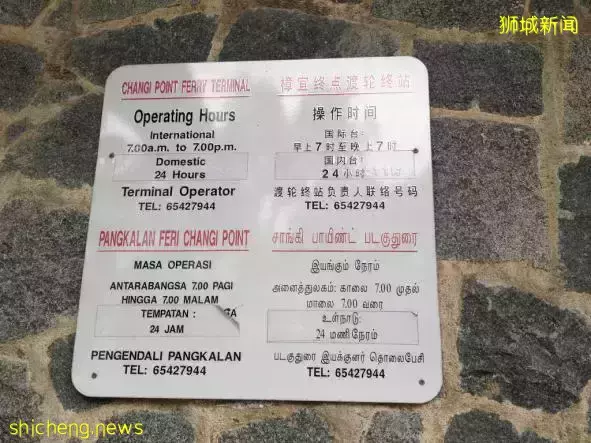 狮城新闻
CHANGI POINT FERRY TERMINAL
Operating Hours
International
7.00a.m. to 7.00p.m.
Domestic
24 Hours
Terminal Operator
TEL: 65427944
樟宜终点渡轮终站
操作时间
国际台:
早上7时至晚上7时
国内台:
24小时
渡轮终站负责人联络号码
TEL: 65427944
PANGKALAN FERI CHANGI POINT
MASA OPERASI
ANTARABANGSA 7.00 PAGI
HINGGA 7.00 MALAM
TEMPATAN :
24 JAM
PENGENDALI PANGKALAN
TEL: 65427944
சாங்கி பாயிண்ட் படகுதுறை
இயங்கும் நேரம்
அனைத்துலகம்: காலை 7.00 முதல்
மாலை 7.00 வரை
உள்நாடு:
24 மணிநேரம்
படகுதுறை இயக்குனர் தொலைபேசி
TEL: 65427944
shicheng.news